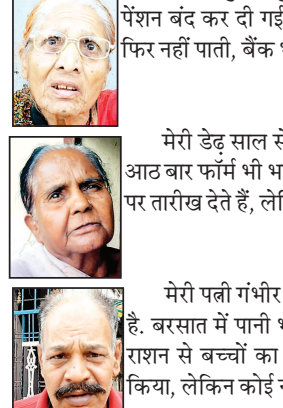 पेंशन बंद कर दी गई
फिर नहीं पाती, बैंक
मेरी डेढ़ साल से
आठ बार फॉर्म भी भ
पर तारीख देते हैं, लेि
मेरी पत्नी गंभीर
है. बरसात में पानी भ
राशन से बच्चों का
किया, लेकिन कोई